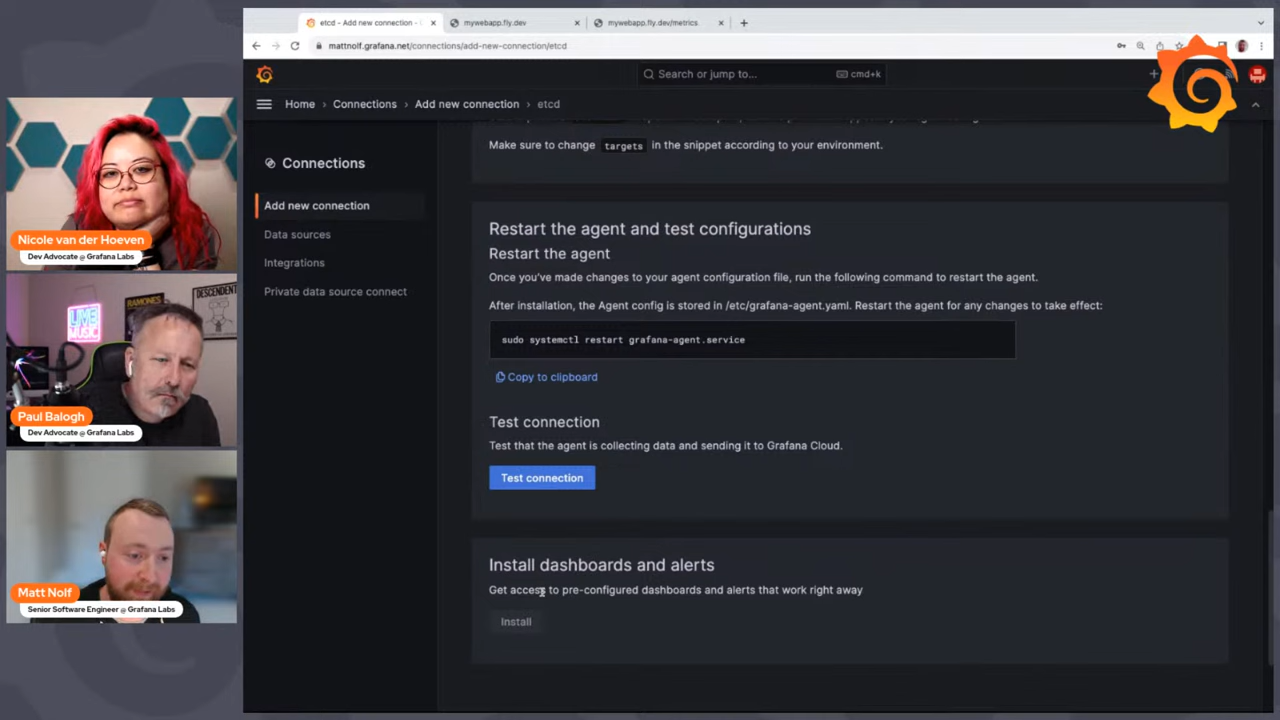 etcd - Add new connection -
mywebapp.fly.dev
mywebapp.fly.dev/metrics
mattnolf.grafana.net/connections/add-new-connection/etcd
Search or jump to...
cmd+k
Home > Connections > Add new connection > etcd
Connections
Add new connection
Data sources
Integrations
Private data source connect
Make sure to change targets in the snippet according to your environment.
Restart the agent and test configurations
Restart the agent
Once you've made changes to your agent configuration file, run the following command to restart the agent.
After installation, the Agent config is stored in /etc/grafana-agent.yaml. Restart the agent for any changes to take effect:
sudo systemctl restart grafana-agent.service
Copy to clipboard
Test connection
Test that the agent is collecting data and sending it to Grafana Cloud.
Test connection
Install dashboards and alerts
Get access to pre-configured dashboards and alerts that work right away
Install
Nicole van der Hoeven
Dev Advocate @ Grafana Labs
RAMONES
DESCENDENT
LIVE
MUSIC
Paul Balogh
Dev Advocate @ Grafana Labs
Matt Nolf
Senior Software Engineer @ Grafana Labs